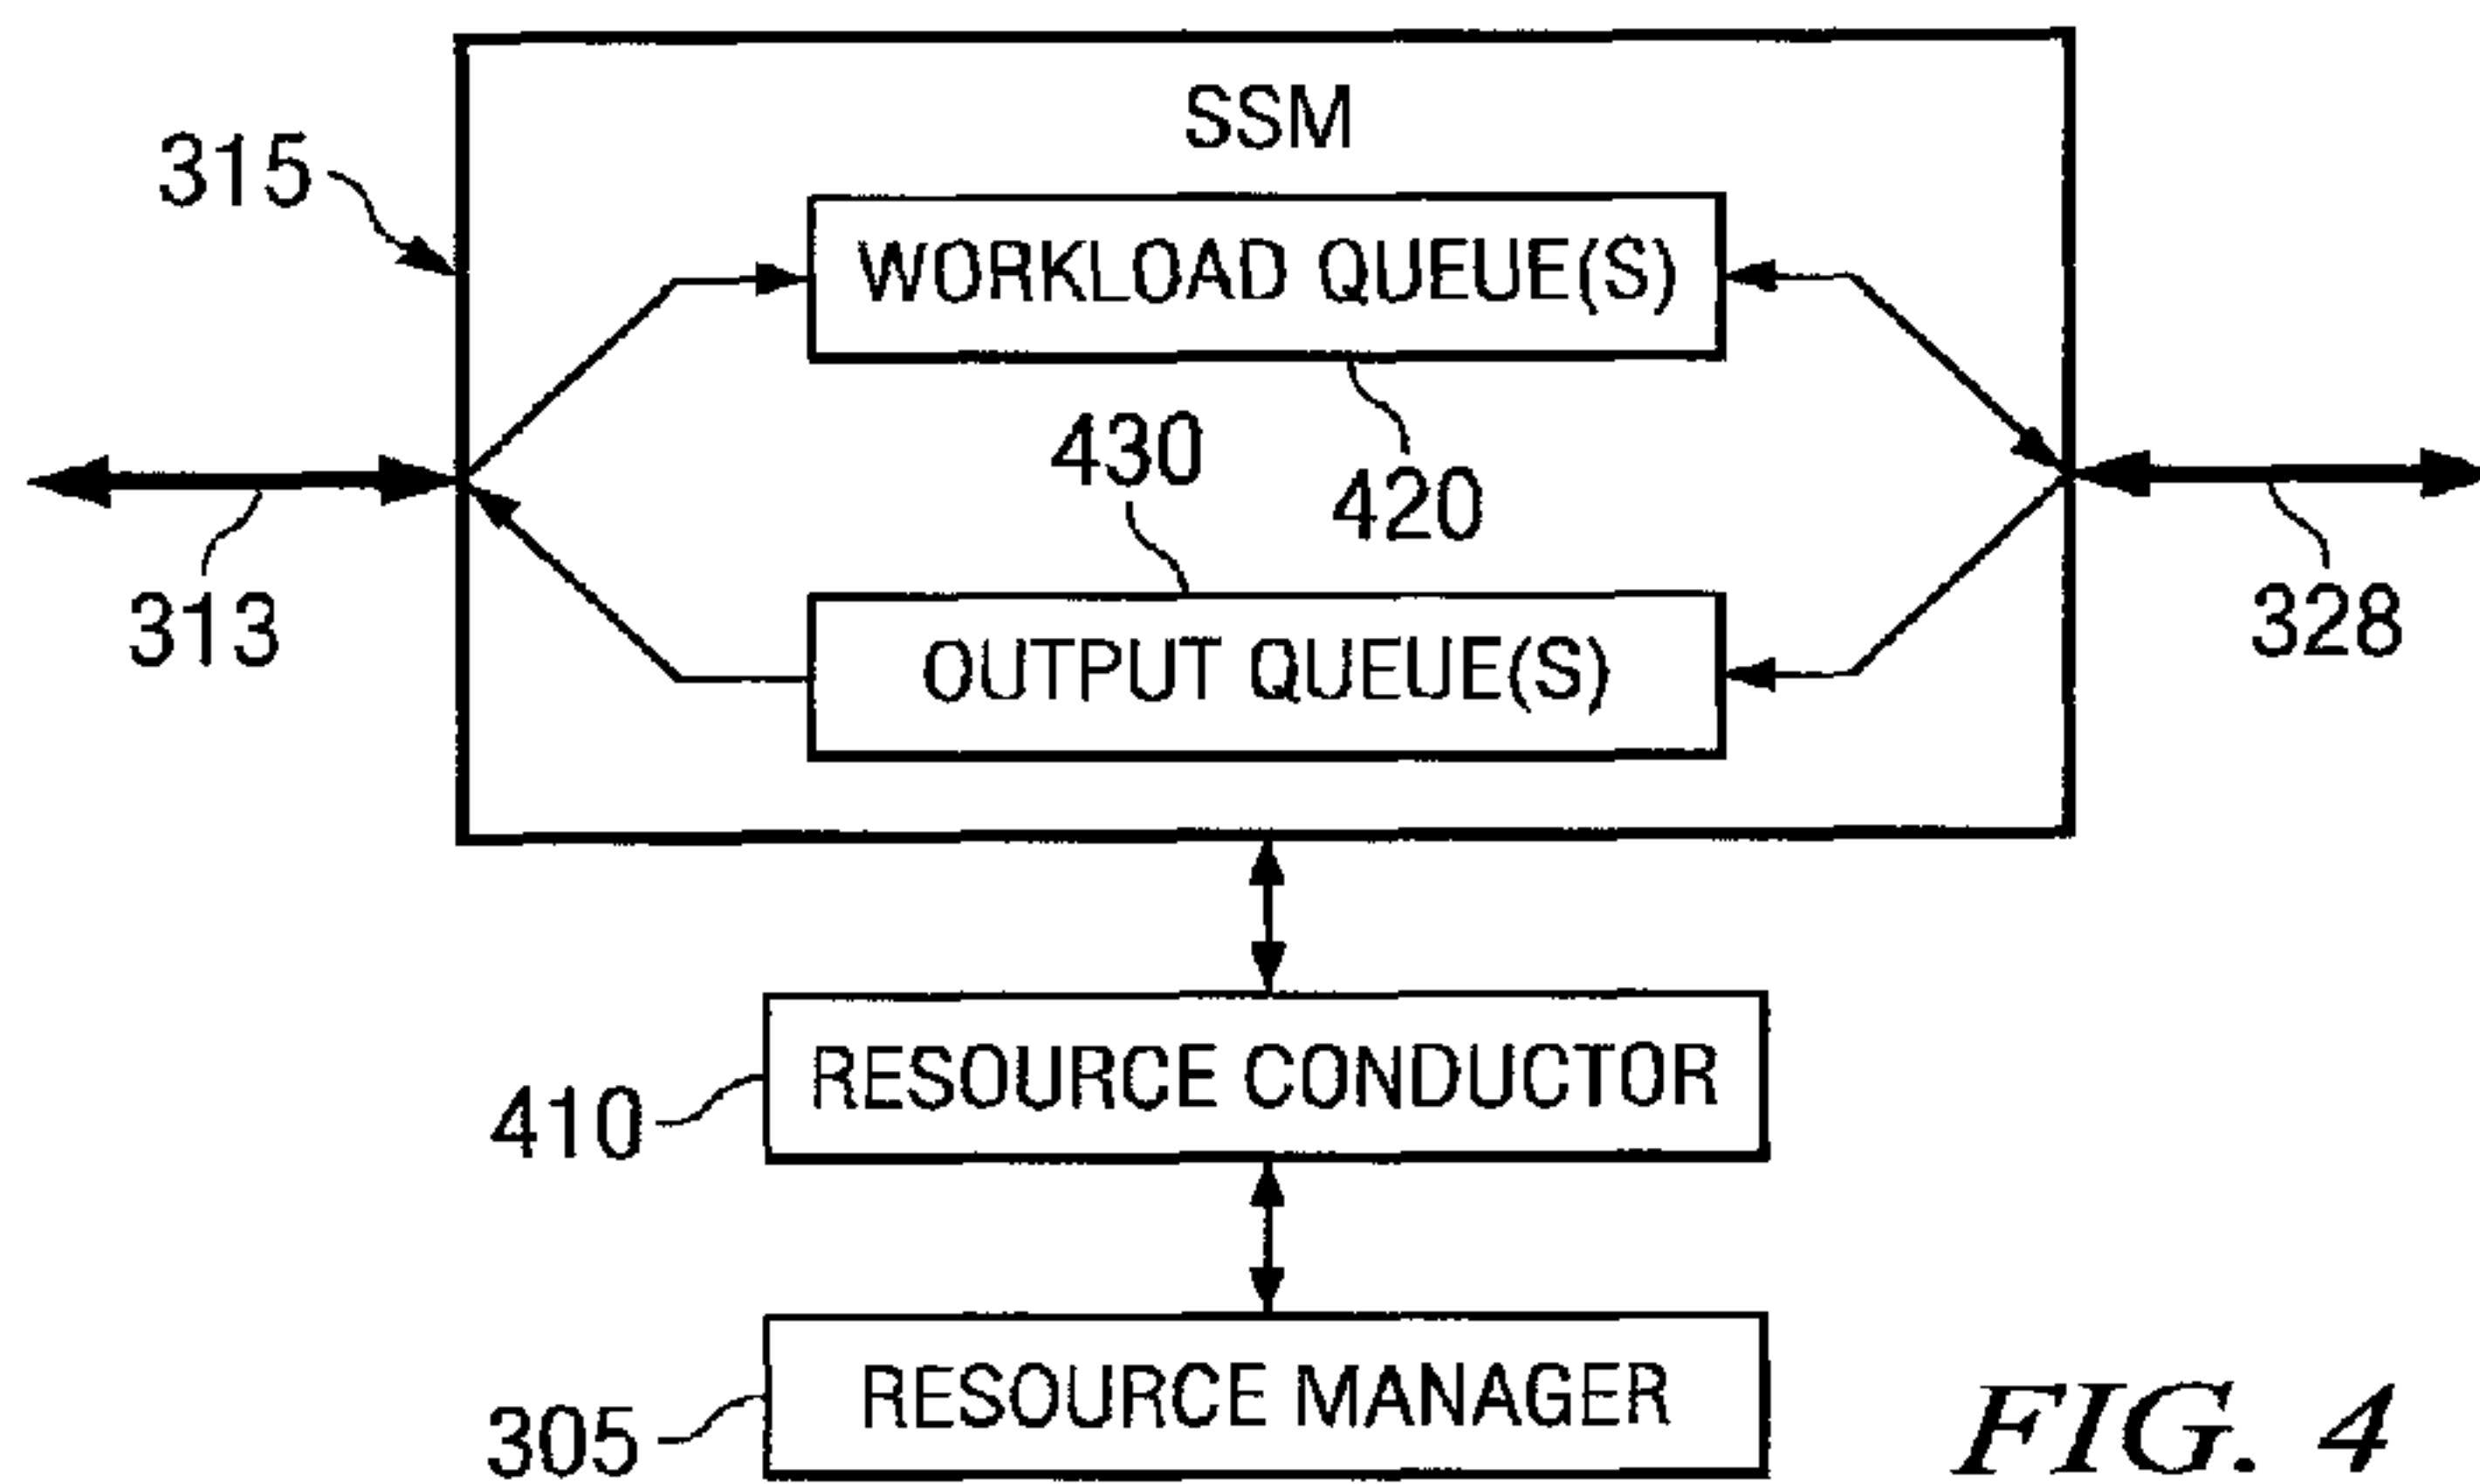 SSM
315
WORKLOAD QUEUE(S)
430
420
313
328
OUTPUT QUEUE(S)
RESOURCE CONDUCTOR
410
RESOURCE MANAGER
305
FIG. 4